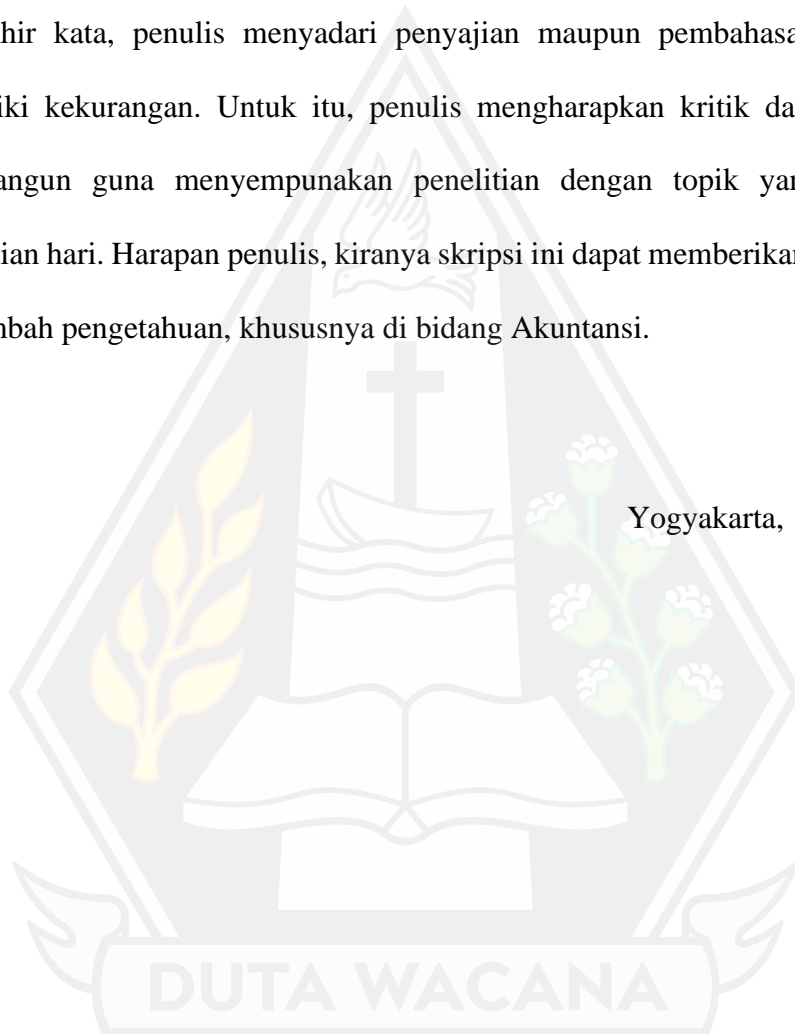 hir kata, penulis menyadari penyajian maupun pembahasa
iki kekurangan. Untuk itu, penulis mengharapkan kritik da
angun guna menyempunakan penelitian dengan topik yan
ian hari. Harapan penulis, kiranya skripsi ini dapat memberikan
nbah pengetahuan, khususnya di bidang Akuntansi.
Yogyakarta,
DUTA WACANA